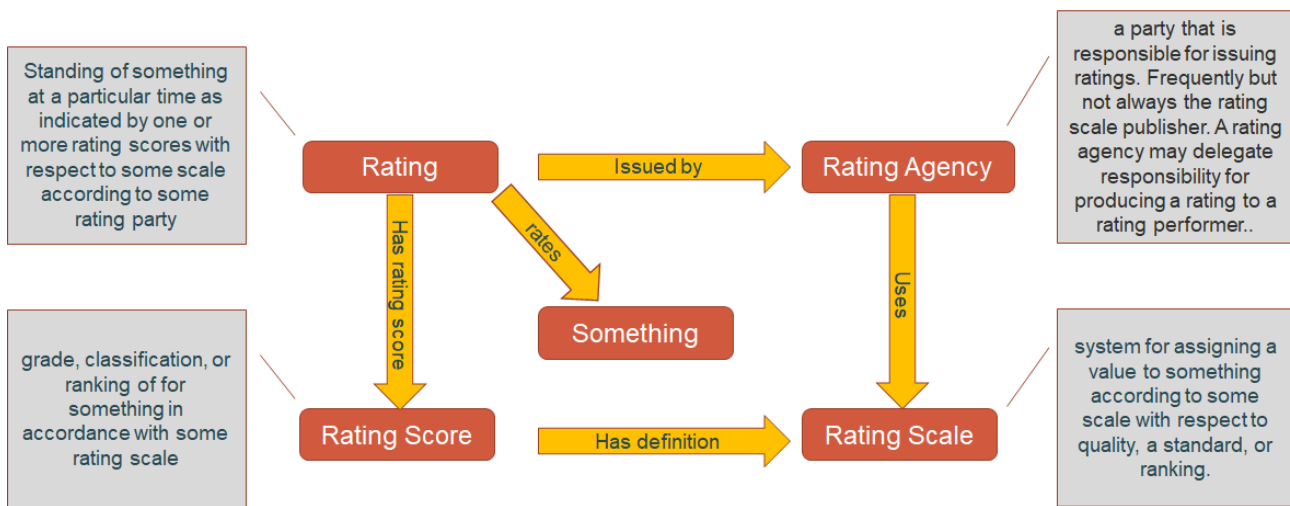 Standing of something
at a particular time as
indicated by one or
more rating scores with
respect to some scale
according to some
rating party
a party that is
responsible for issuing
ratings. Frequently but
not always the rating
scale publisher. A rating
agency may delegate
responsibility for
producing a rating to a
rating performer..
Rating
Issued by
Rating Agency
Has rating score
rates
Uses
Something
grade, classification, or
ranking of for
something in
accordance with some
rating scale
Rating Score
Has definition
Rating Scale
system for assigning a
value to something
according to some
scale with respect to
quality, a standard, or
ranking.